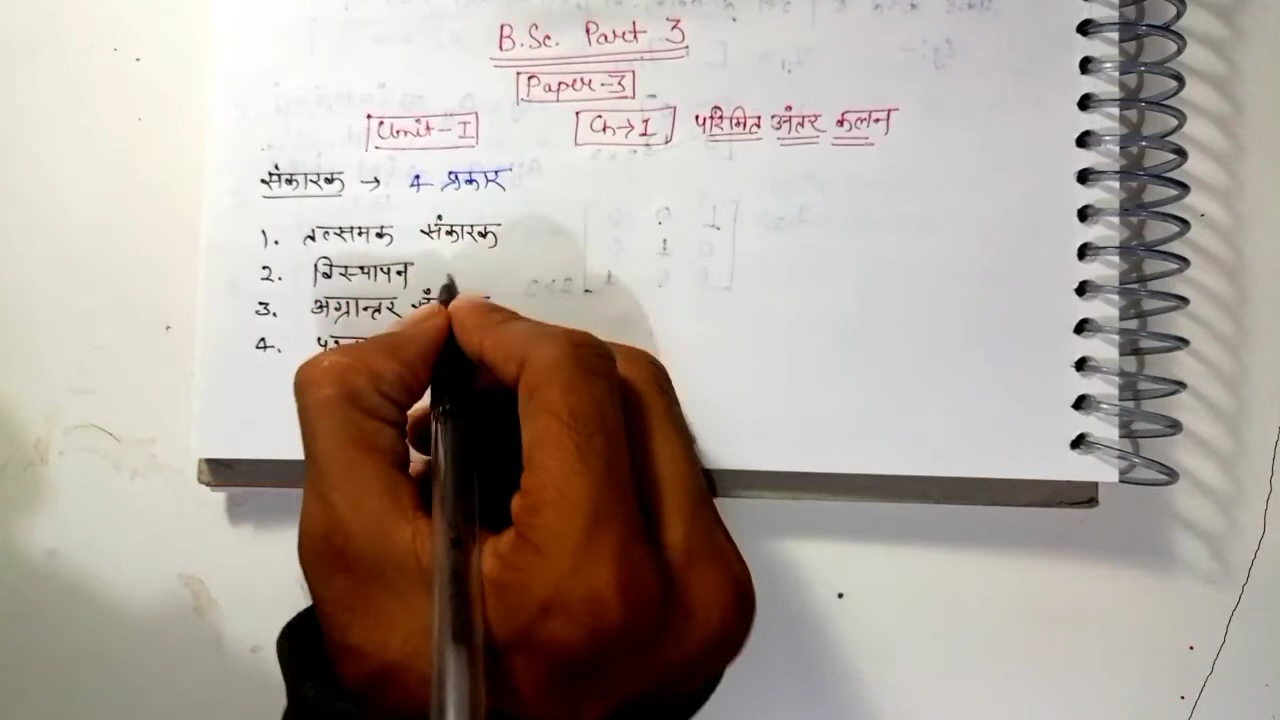 B.Sc. Part 3
Paper-3
Unit-I Ch→1 परिमित अंतर कलन
संकारक → 4 प्रकार
1. तत्समक संकारक
2. विस्थापन
3. अग्रान्तर
4.